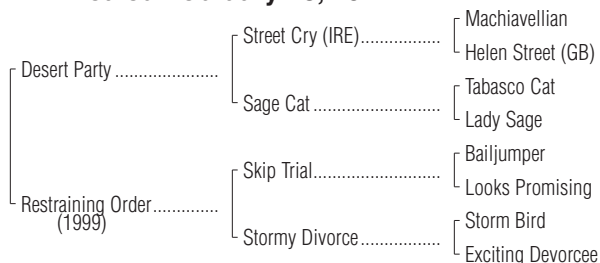 Machiavellian
Street Cry (IRE)
Helen Street (GB)
Desert Party
Tabasco Cat
Sage Cat
Lady Sage
Bailjumper
Skip Trial
Looks Promising
Restraining Order
(1999)
Storm Bird
Stormy Divorce
Exciting Devorcee